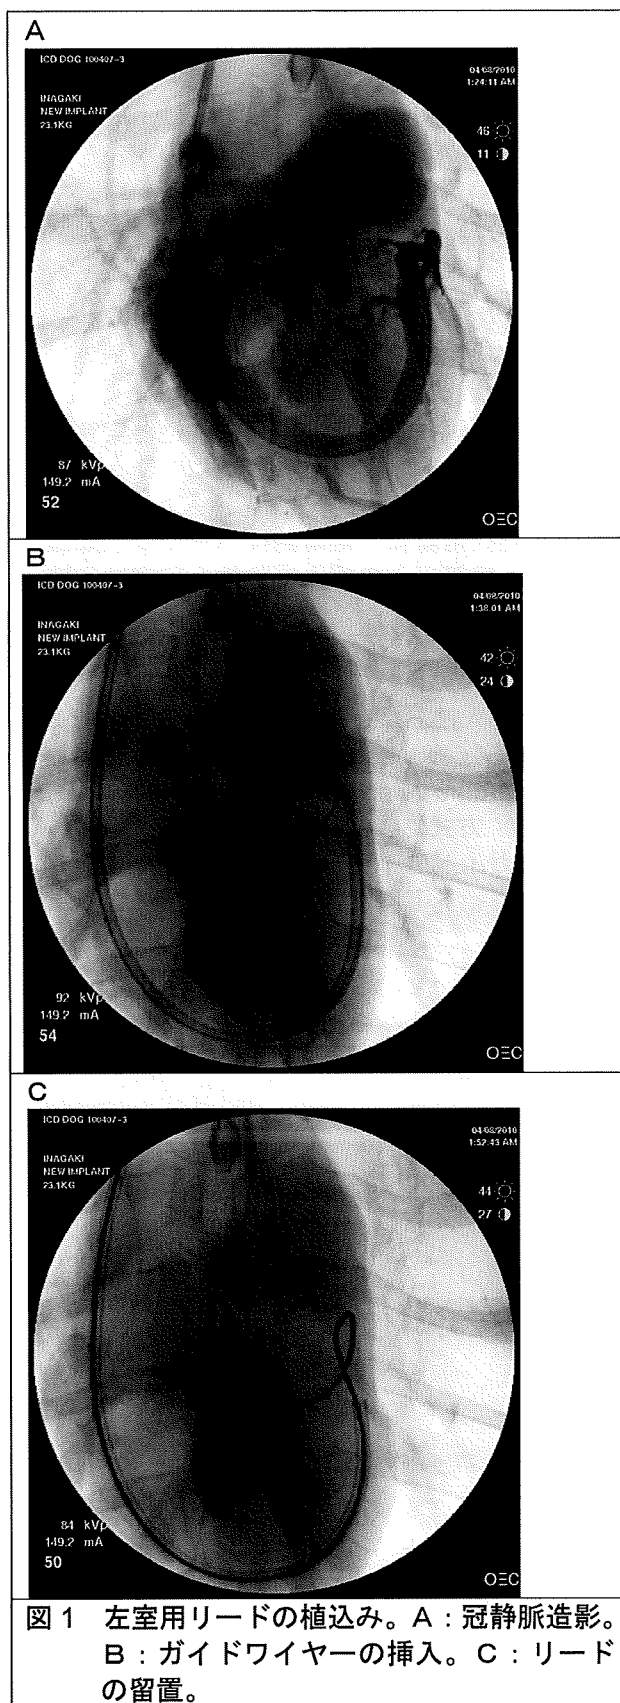 A
ICD DOG 100407-3
04/08/2010
1:24:11 AM
INAGAKI
NEW IMPLANT
23.1KG
46
11
87 kVp
149.2 mA
52
OEC
B
ICD DOG 100407-3
04/08/2010
1:38:01 AM
INAGAKI
NEW IMPLANT
23.1KG
42
24
92 kVp
149.2 mA
54
OEC
C
ICD DOG 100407-3
04/08/2010
1:52:43 AM
INAGAKI
NEW IMPLANT
23.1KG
44
27
84 kVp
149.2 mA
50
OEC
図1 左室用リードの植込み。A：冠静脈造影。
B：ガイドワイヤーの挿入。C：リード
の留置。